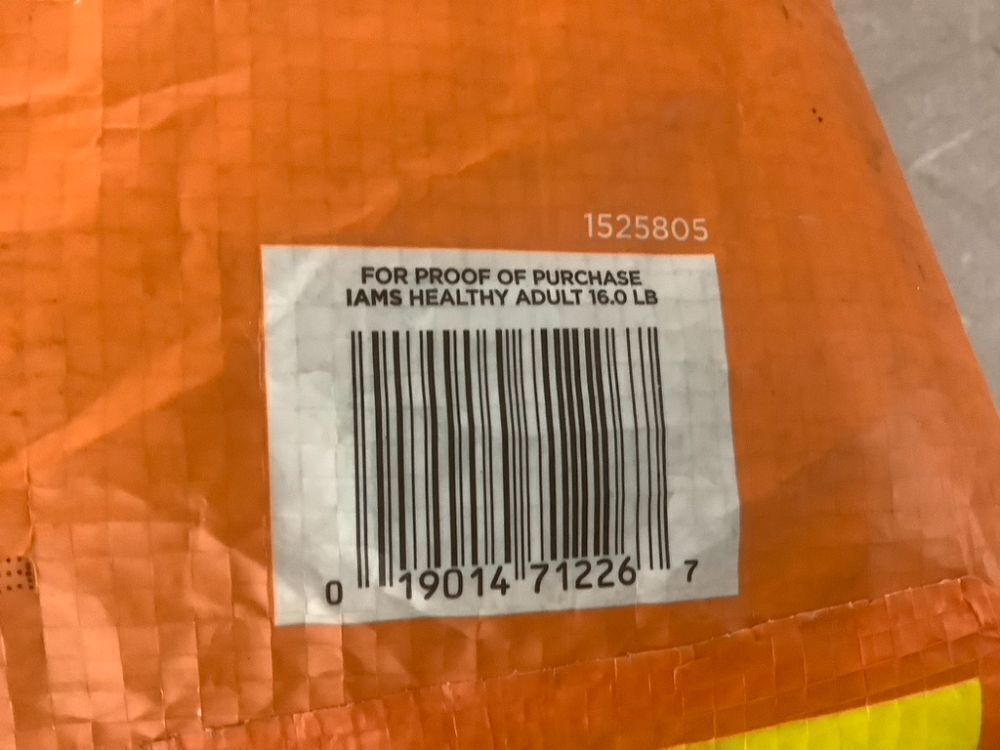 1525805
FOR PROOF OF PURCHASE
IAMS HEALTHY ADULT 16.0 LB
0 19014 71226 7